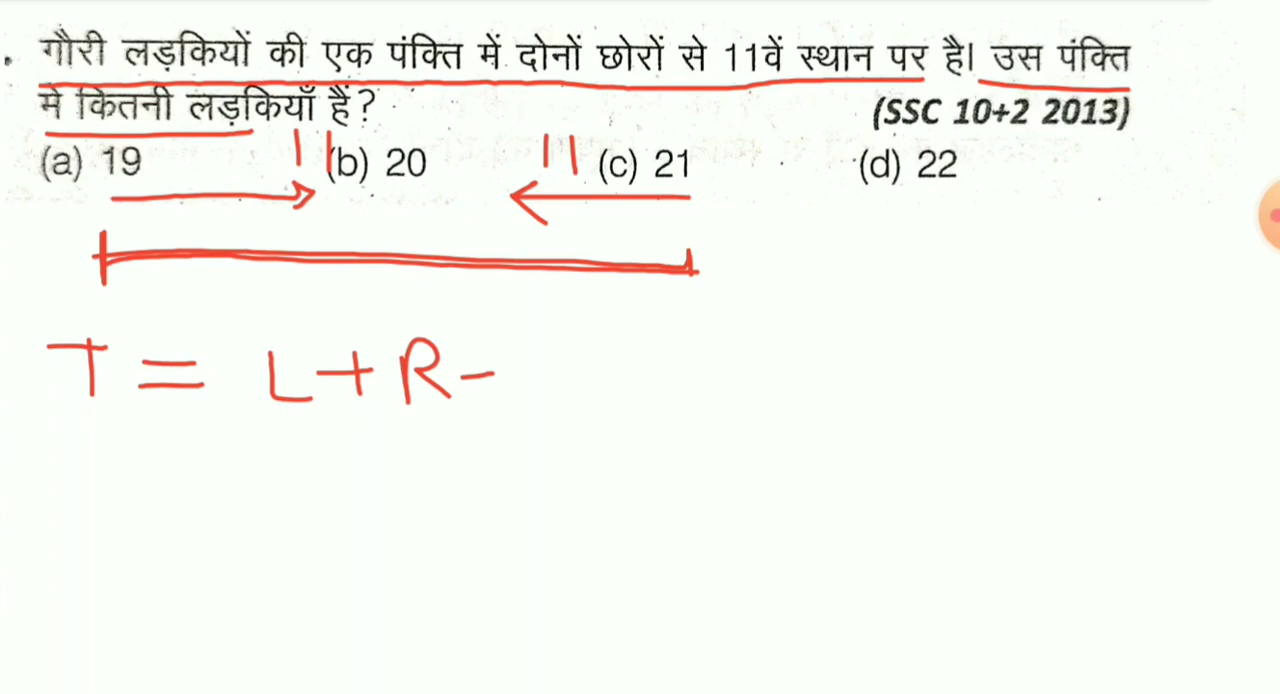 . गौरी लड़कियों की एक पंक्ति में दोनों छोरों से 11वें स्थान पर है। उस पंक्ति
में कितनी लड़कियाँ हैं? (SSC 10+2 2013)
(a) 19 11 (b) 20 11 (c) 21 (d) 22
T = L+R-